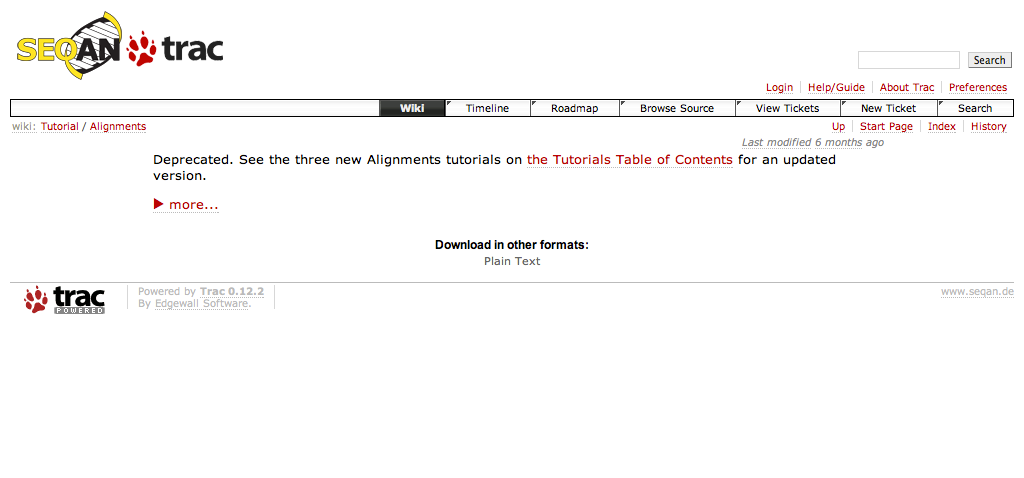 SEQAN trac
Search
Login Help/Guide About Trac Preferences
Wiki Timeline Roadmap Browse Source View Tickets New Ticket Search
wiki: Tutorial / Alignments Up Start Page Index History
Last modified 6 months ago
Deprecated. See the three new Alignments tutorials on the Tutorials Table of Contents for an updated
version.
more...
Download in other formats:
Plain Text
trac POWERED
Powered by Trac 0.12.2
By Edgewall Software.
www.seqan.de